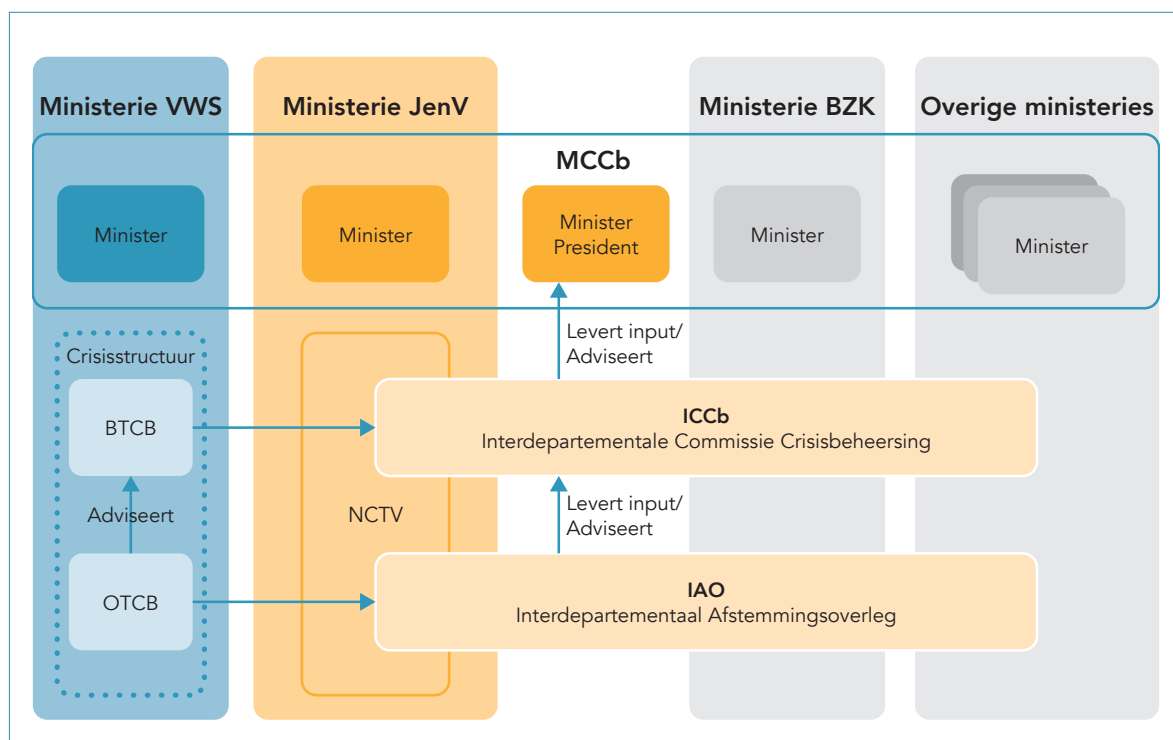 Ministerie VWS
Ministerie JenV
Ministerie BZK
Overige ministeries
MCCb
Minister
Minister
Minister
President
Minister
Minister
Levert input/
Adviseert
Crisisstructuur
BTCB
ICCb
Interdepartementale Commissie Crisisbeheersing
Adviseert
NCTV
Levert input/
Adviseert
OTCB
IAO
Interdepartementaal Afstemmingsoverleg